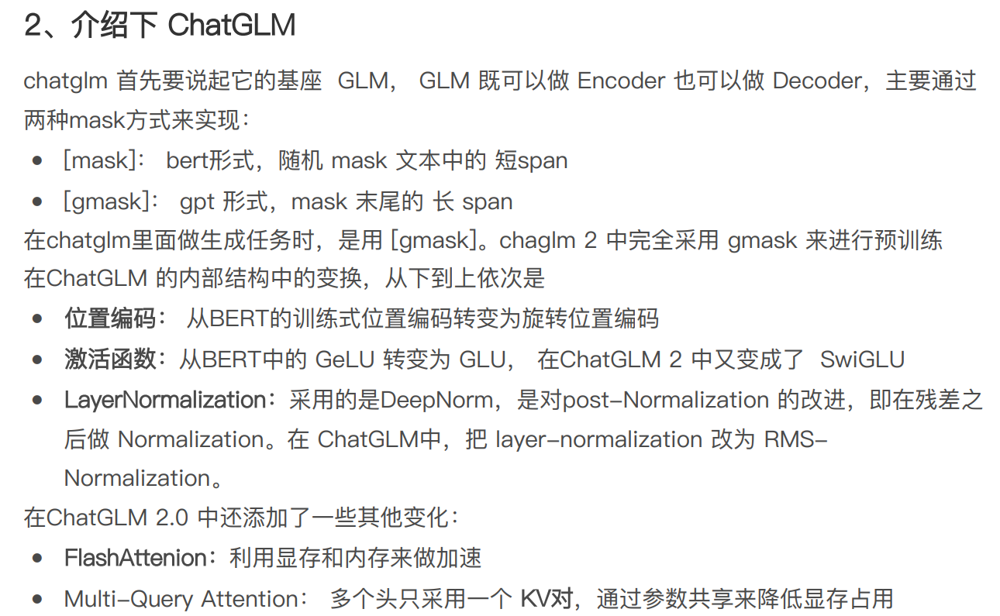 2、介绍下 ChatGLM
chatglm 首先要说起它的基座 GLM， GLM 既可以做 Encoder 也可以做 Decoder，主要通过
两种mask方式来实现：
• [mask]： bert形式，随机 mask 文本中的 短span
• [gmask]： gpt 形式，mask 末尾的 长 span
在chatglm里面做生成任务时，是用 [gmask]。chaglm 2 中完全采用 gmask 来进行预训练
在ChatGLM 的内部结构中的变换，从下到上依次是
• 位置编码： 从BERT的训练式位置编码转变为旋转位置编码
• 激活函数：从BERT中的 GeLU 转变为 GLU， 在ChatGLM 2 中又变成了 SwiGLU
• LayerNormalization：采用的是DeepNorm，是对post-Normalization 的改进，即在残差之
后做 Normalization。在 ChatGLM中，把 layer-normalization 改为 RMS-
Normalization。
在ChatGLM 2.0 中还添加了一些其他变化：
• FlashAttenion：利用显存和内存来做加速
• Multi-Query Attention： 多个头只采用一个 KV对，通过参数共享来降低显存占用